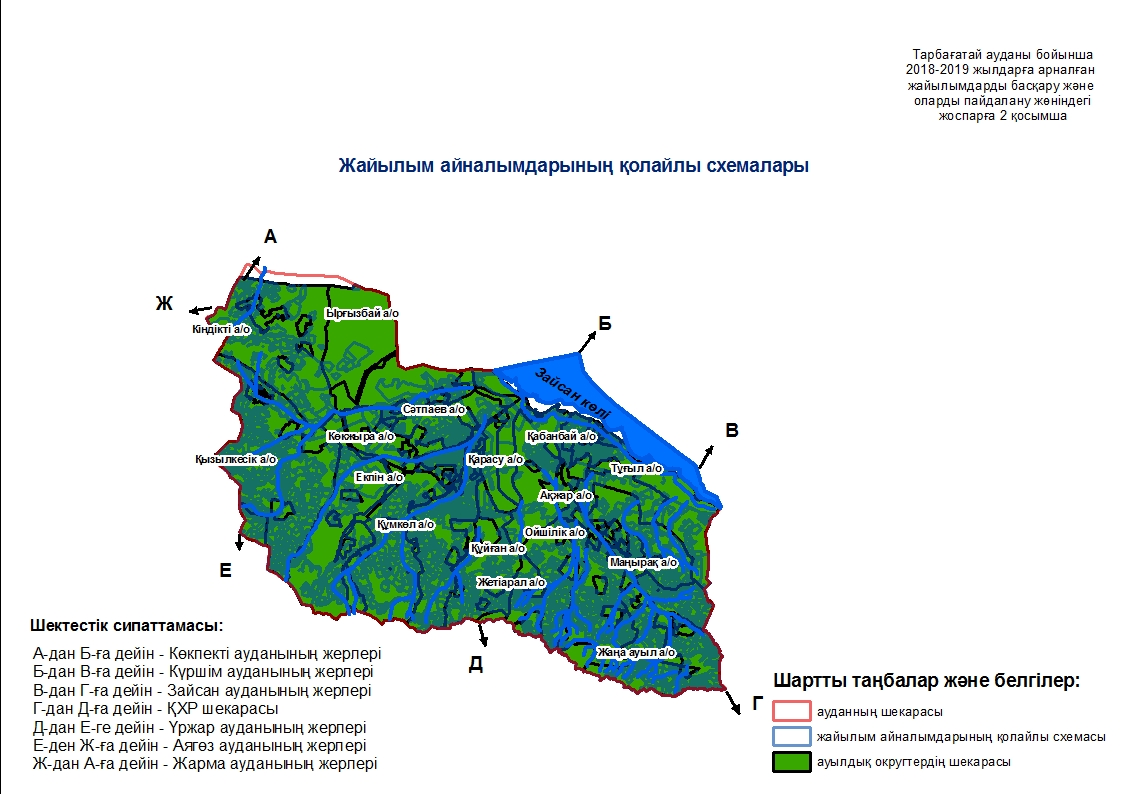 Тарбағатай ауданы бойынша
2018-2019 жылдарға арналған
жайылымдарды басқару және
оларды пайдалану жөніндегі
жоспарға 2 қосымша
Жайылым айналымдарының қолайлы схемалары
А
Ж
Ырғызбай а/о
Кіндікті а/о
Б
Зайсан көлі
Сәтпаев а/о
В
Көкжыра а/о
Қабанбай а/о
Қызылкесік а/о
Қарасу а/о
Тұғыл а/о
Екпін а/о
Ақжар а/о
Құмкөл а/о
Ойшілік а/о
Құйған а/о
Маңырақ а/о
Е
Жетіарал а/о
Жаңа ауыл а/о
Д
Г
Шектестік сипаттамасы:
А-дан Б-ға дейін - Көкпекті ауданының жерлері
Б-дан В-ға дейін - Күршім ауданының жерлері
В-дан Г-ға дейін - Зайсан ауданының жерлері
Г-дан Д-ға дейін - ҚХР шекарасы
Д-дан Е-ге дейін - Үржар ауданының жерлері
Е-ден Ж-ға дейін - Аягөз ауданының жерлері
Ж-дан А-ға дейін - Жарма ауданының жерлері
Шартты таңбалар және белгілер:
ауданның шекарасы
жайылым айналымдарының қолайлы схемасы
ауылдық округтердің шекарасы